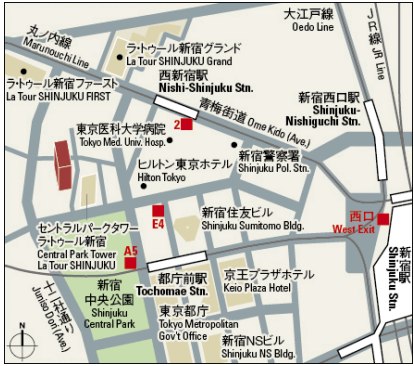 丸ノ内線
Marunouchi Line
ラ・トゥール新宿グランド
La Tour SHINJUKU Grand
大江戸線
Oedo Line
JR線
JR Line
ラ・トゥール新宿ファースト
La Tour SHINJUKU FIRST
西新宿駅
Nishi-Shinjuku Stn.
青梅街道 Ome Kido (Ave.)
新宿西口駅
Shinjuku-
Nishiguchi Stn.
2
東京医科大学病院
Tokyo Med. Univ. Hosp.
ヒルトン東京ホテル
Hilton Tokyo
新宿警察署
Shinjuku Pol. Stn.
セントラルパークタワー
ラ・トゥール新宿
Central Park Tower
La Tour SHINJUKU
E4
新宿住友ビル
Shinjuku Sumitomo Bldg.
西口
West Exit
A5
新宿駅
Shinjuku Stn.
都庁前駅
Tochomae Stn.
京王プラザホテル
Keio Plaza Hotel
十二社通り
Juniso Dori (Ave.)
新宿
中央公園
Shinjuku
Central Park
東京都庁
Tokyo Metropolitan
Gov't Office
新宿NSビル
Shinjuku NS Bldg.
N